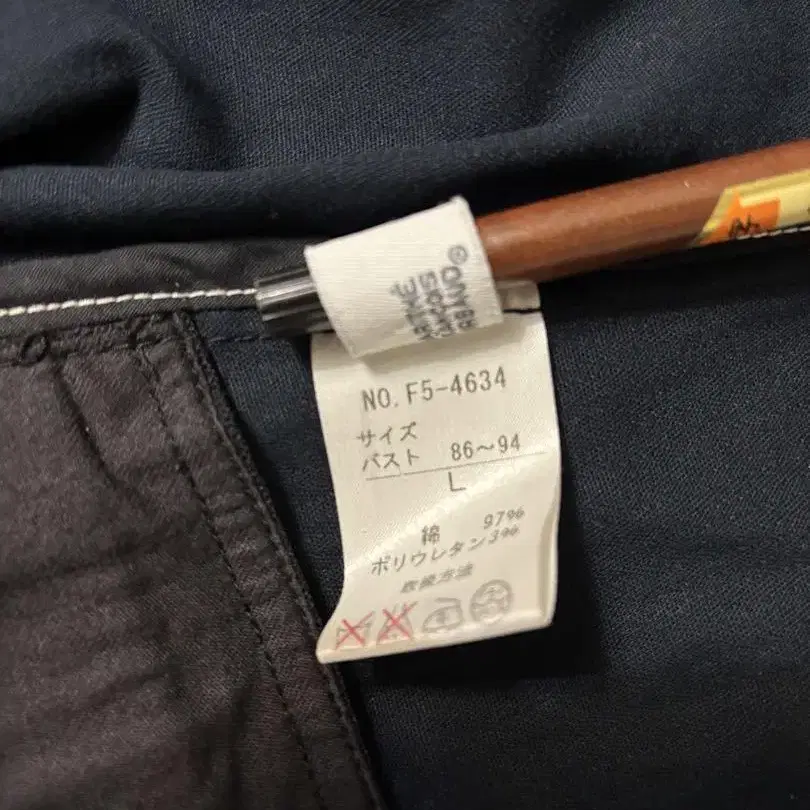 NO. F5-4634
サイズ
バスト 86〜94
L
綿 97%
ポリウレタン3%
取扱方法